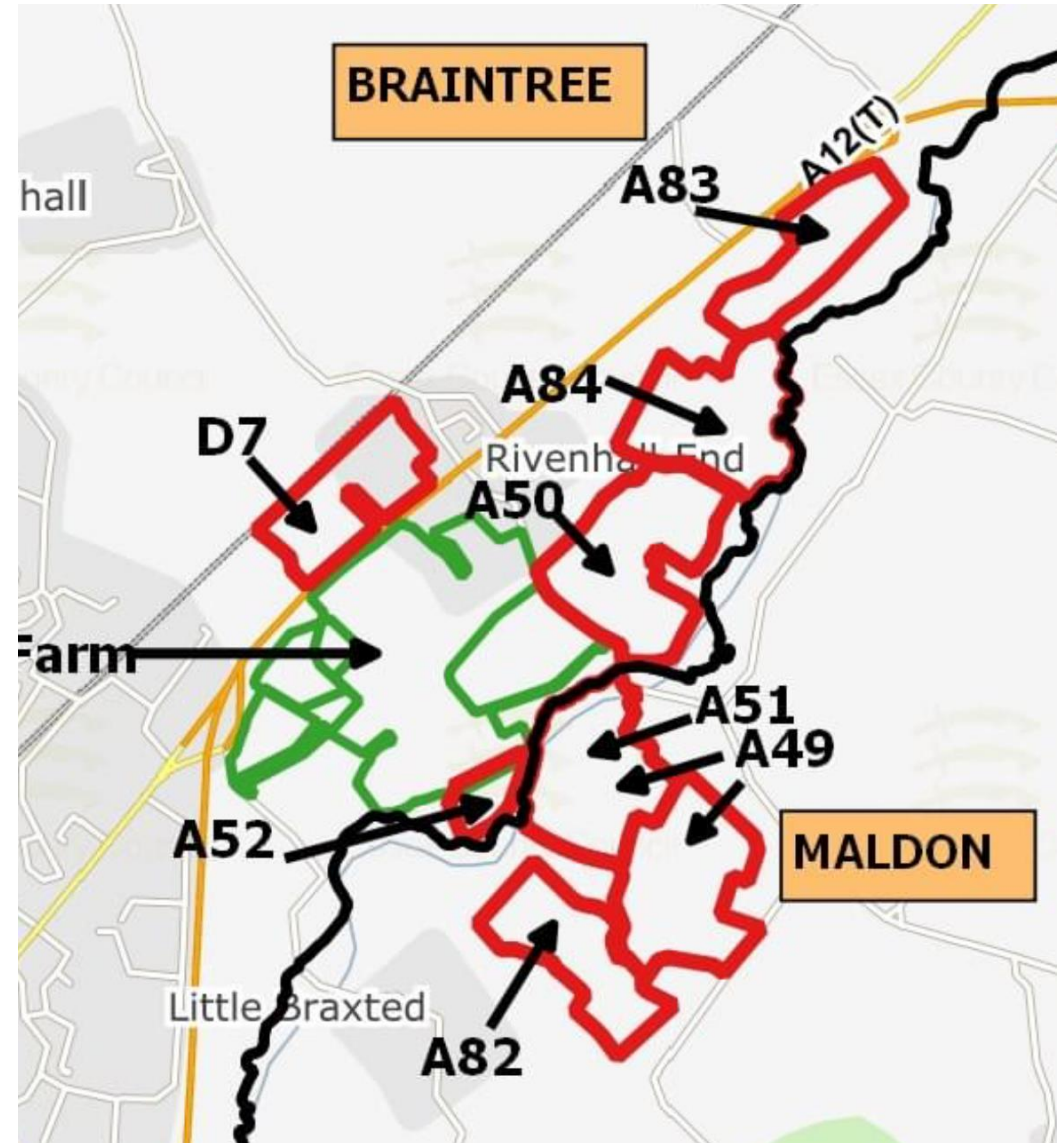 BRAINTREE
A12(T)
A83
hall
A84
D7
Rivenhall End
A50
Farm
A51
A49
A52
MALDON
Little Braxted
A82